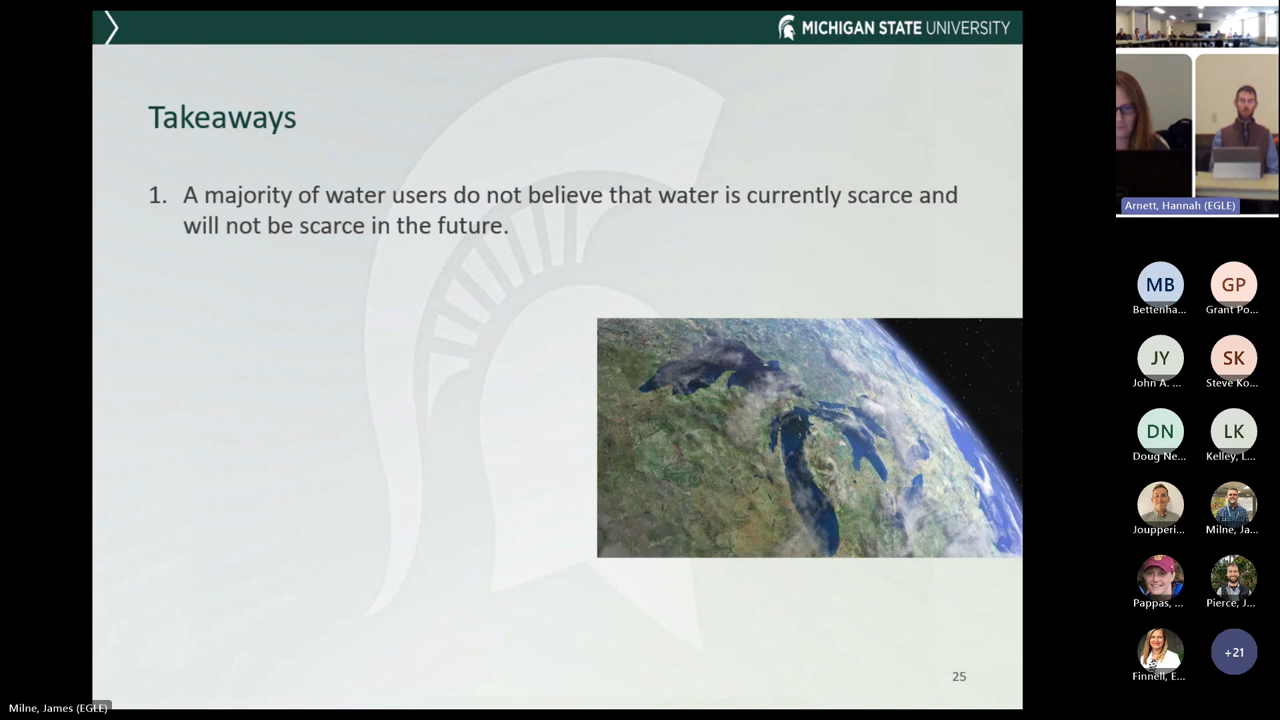 MICHIGAN STATE UNIVERSITY
Takeaways
1. A majority of water users do not believe that water is currently scarce and
will not be scarce in the future.
25
Milne, James (EGLE)
Arnett, Hannah (EGLE)
MB
GP
Bettenha...
Grant Po...
JY
SK
John A. ...
Steve Ko...
DN
LK
Doug Ne...
Kelley, L...
Joupperi...
Milne, Ja...
Pappas, ...
Pierce, J...
Finnell, E...
+21